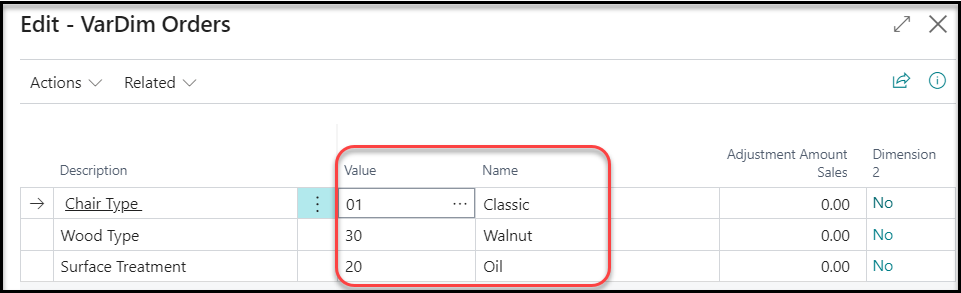 Edit - VarDim Orders
Actions Related
Description Value Name Adjustment Amount Sales Dimension 2
Chair Type 01 ... Classic 0.00 No
Wood Type 30 Walnut 0.00 No
Surface Treatment 20 Oil 0.00 No